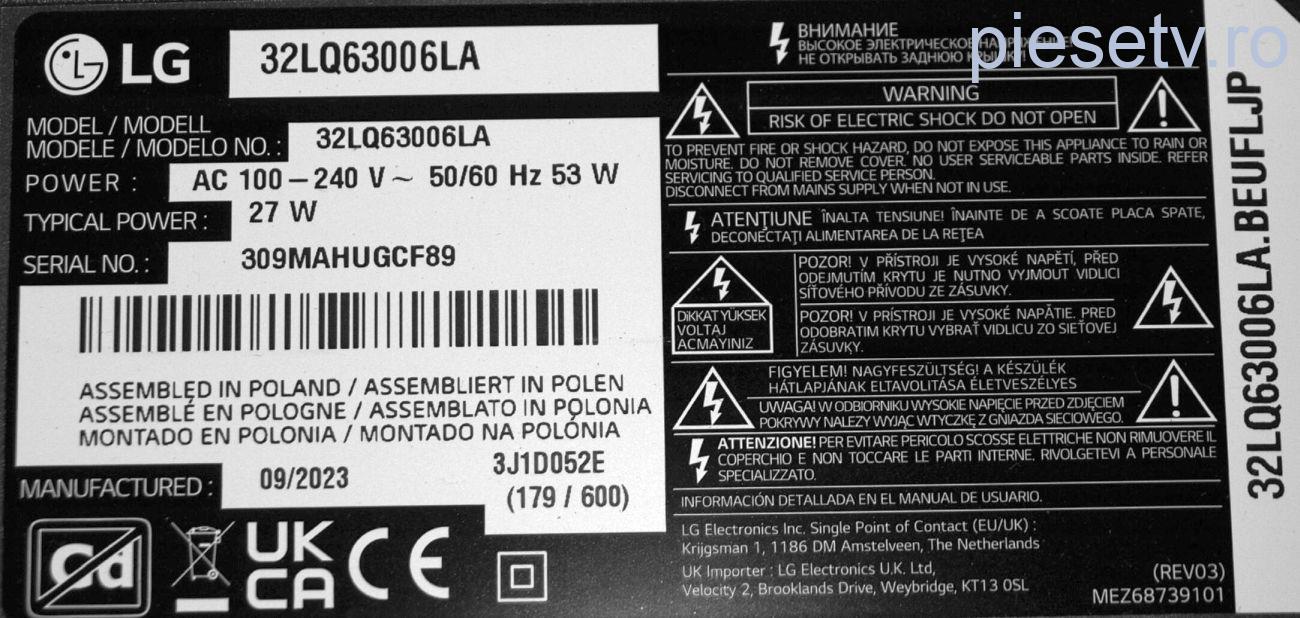 LG
32LQ63006LA
MODEL / MODELL
MODELE / MODELO NO. : 32LQ63006LA
POWER : AC 100 – 240 V ~ 50/60 Hz 53 W
TYPICAL POWER : 27 W
SERIAL NO. : 309MAHUGCF89
ASSEMBLED IN POLAND / ASSEMBLIERT IN POLEN
ASSEMBLÉ EN POLOGNE / ASSEMBLATO IN POLONIA
MONTADO EN POLONIA / MONTADO NA POLÓNIA
MANUFACTURED : 09/2023
3J1D052E
(179 / 600)
Cd
UK
CA
CE
ВНИМАНИЕ
ВЫСОКОЕ ЭЛЕКТРИЧЕСКОЕ НАПРЯЖЕНИЕ!
НЕ ОТКРЫВАТЬ ЗАДНЮЮ КРЫШКУ!
piesetv.ro
WARNING
RISK OF ELECTRIC SHOCK DO NOT OPEN
TO PREVENT FIRE OR SHOCK HAZARD, DO NOT EXPOSE THIS APPLIANCE TO RAIN OR
MOISTURE. DO NOT REMOVE COVER. NO USER SERVICEABLE PARTS INSIDE. REFER
SERVICING TO QUALIFIED SERVICE PERSON.
DISCONNECT FROM MAINS SUPPLY WHEN NOT IN USE.
ATENŢIUNE ÎNALTA TENSIUNE! ÎNAINTE DE A SCOATE PLACA SPATE,
DECONECTAŢI ALIMENTAREA DE LA REŢEA
DiKKAT YÜKSEK
VOLTAJ
ACMAYINIZ
POZOR! V PŘÍSTROJI JE VYSOKÉ NAPĚTÍ, PŘED
ODEJMUTÍM KRYTU JE NUTNO VYJMOUT VIDLICI
SÍŤOVÉHO PŘÍVODU ZE ZÁSUVKY.
POZOR! V PRÍSTROJI JE VYSOKÉ NAPÄTIE. PRED
ODOBRATIM KRYTU VYBRAŤ VIDLICU ZO SIEŤOVEJ
ZÁSUVKY.
FIGYELEM! NAGYFESZÜLTSÉG! A KÉSZÜLÉK
HÁTLAPJÁNAK ELTAVOLITÁSA ÉLETVESZÉLYES
UWAGA! W ODBIORNIKU WYSOKIE NAPIĘCIE PRZED ZDJĘCIEM
POKRYWY NALEŻY WYJĄĆ WTYCZKĘ Z GNIAZDA SIECIOWEGO.
ATTENZIONE! PER EVITARE PERICOLO SCOSSE ELETTRICHE NON RIMUOVERE IL
COPERCHIO E NON TOCCARE LE PARTI INTERNE. RIVOLGETEVI A PERSONALE
SPECIALIZZATO.
INFORMACIÓN DETALLADA EN EL MANUAL DE USUARIO.
LG Electronics Inc. Single Point of Contact (EU/UK) :
Krijgsman 1, 1186 DM Amstelveen, The Netherlands
UK Importer : LG Electronics U.K. Ltd,
Velocity 2, Brooklands Drive, Weybridge, KT13 0SL
(REV03)
MEZ68739101
32LQ63006LA.BEUFLJP